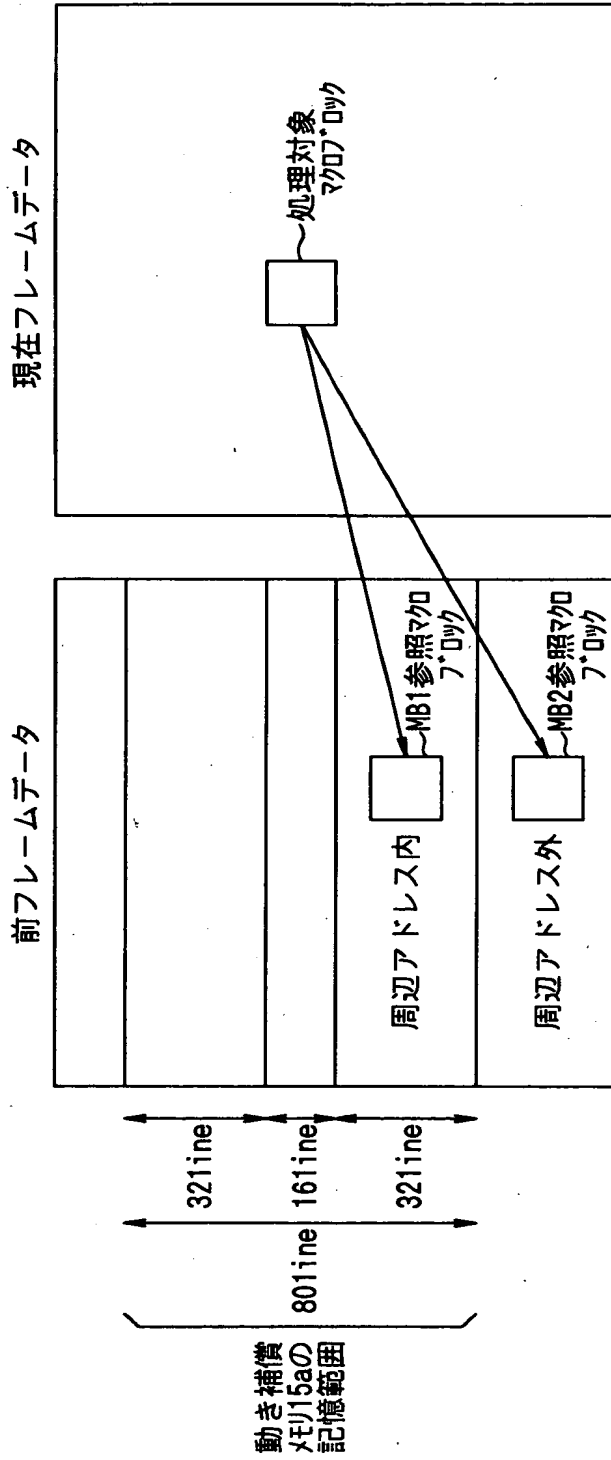 前フレームデータ
現在フレームデータ
処理対象
マクロブロック
MB1参照マクロ
ブロック
周辺アドレス内
MB2参照マクロ
ブロック
周辺アドレス外
32line
16line
32line
80line
動き補償
メモリ15aの
記憶範囲